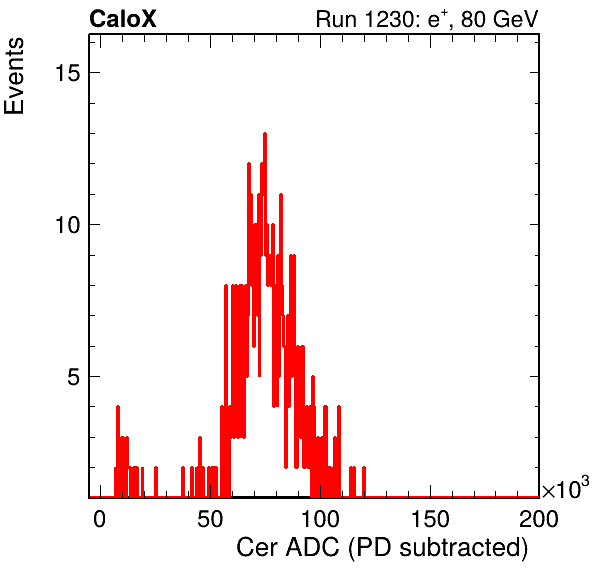 CaloX Run 1230: e⁺, 80 GeV
Events
15
10
5
0 50 100 150 200
×10³
Cer ADC (PD subtracted)